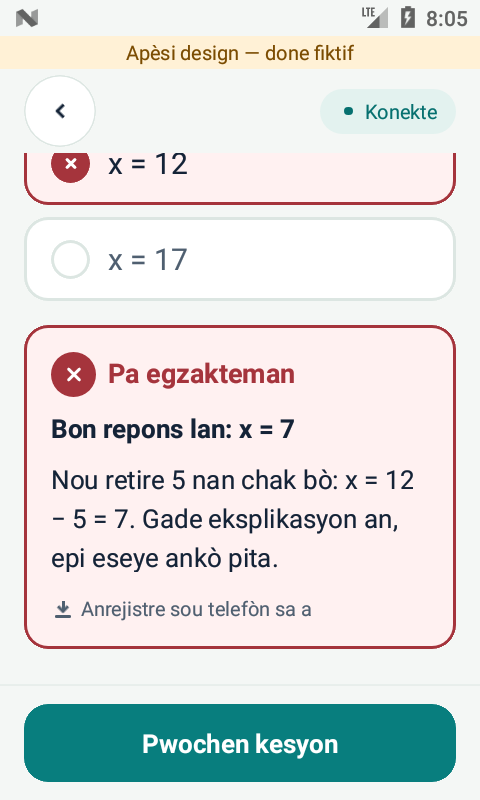 LTE 8:05
Apèsi design — done fiktif
Konekte
x = 12
x = 17
Pa egzakteman
Bon repons lan: x = 7
Nou retire 5 nan chak bò: x = 12
− 5 = 7. Gade eksplikasyon an,
epi eseye ankò pita.
Anrejistre sou telefòn sa a
Pwochen kesyon